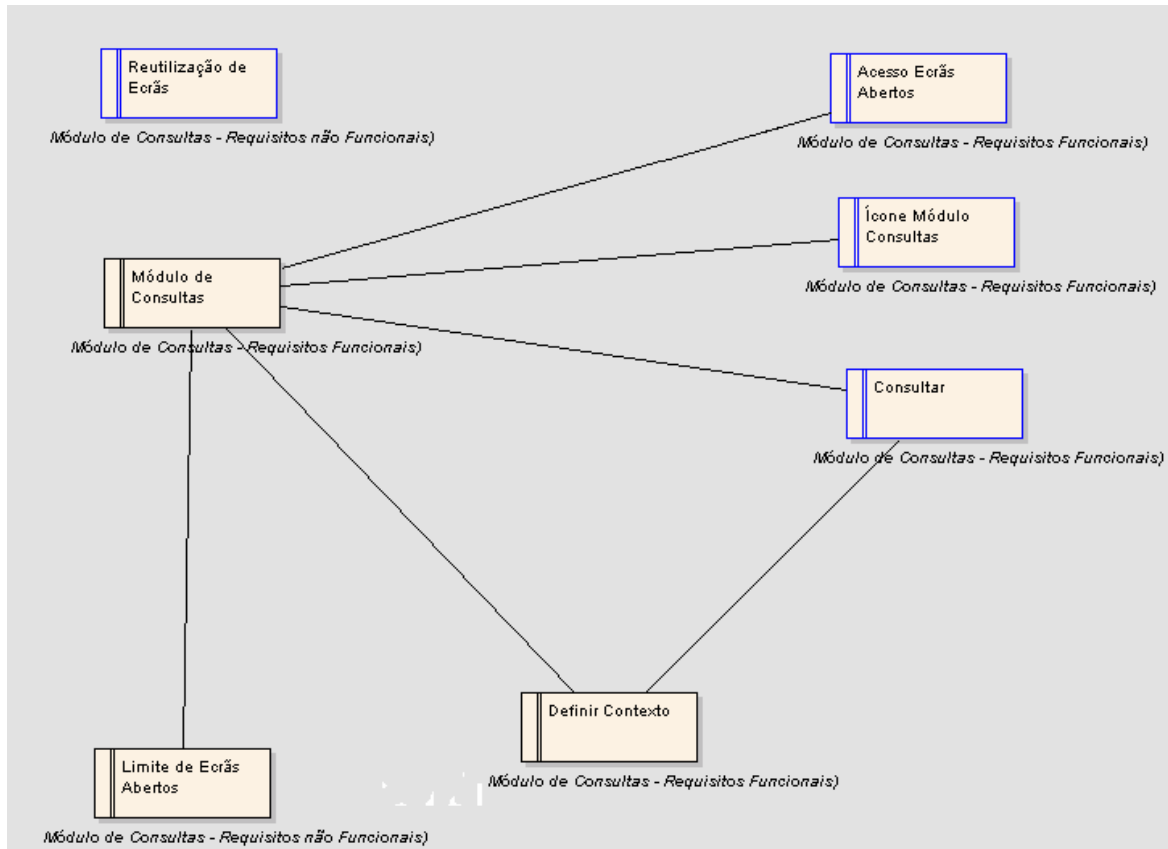 Reutilização de
Ecrãs
Módulo de Consultas - Requisitos não Funcionais)
Acesso Ecrãs
Abertos
Módulo de Consultas - Requisitos Funcionais)
Ícone Módulo
Consultas
Módulo de Consultas - Requisitos Funcionais)
Módulo de
Consultas
Módulo de Consultas - Requisitos Funcionais)
Consultar
Módulo de Consultas - Requisitos Funcionais)
Definir Contexto
Módulo de Consultas - Requisitos Funcionais)
Limite de Ecrãs
Abertos
Módulo de Consultas - Requisitos não Funcionais)